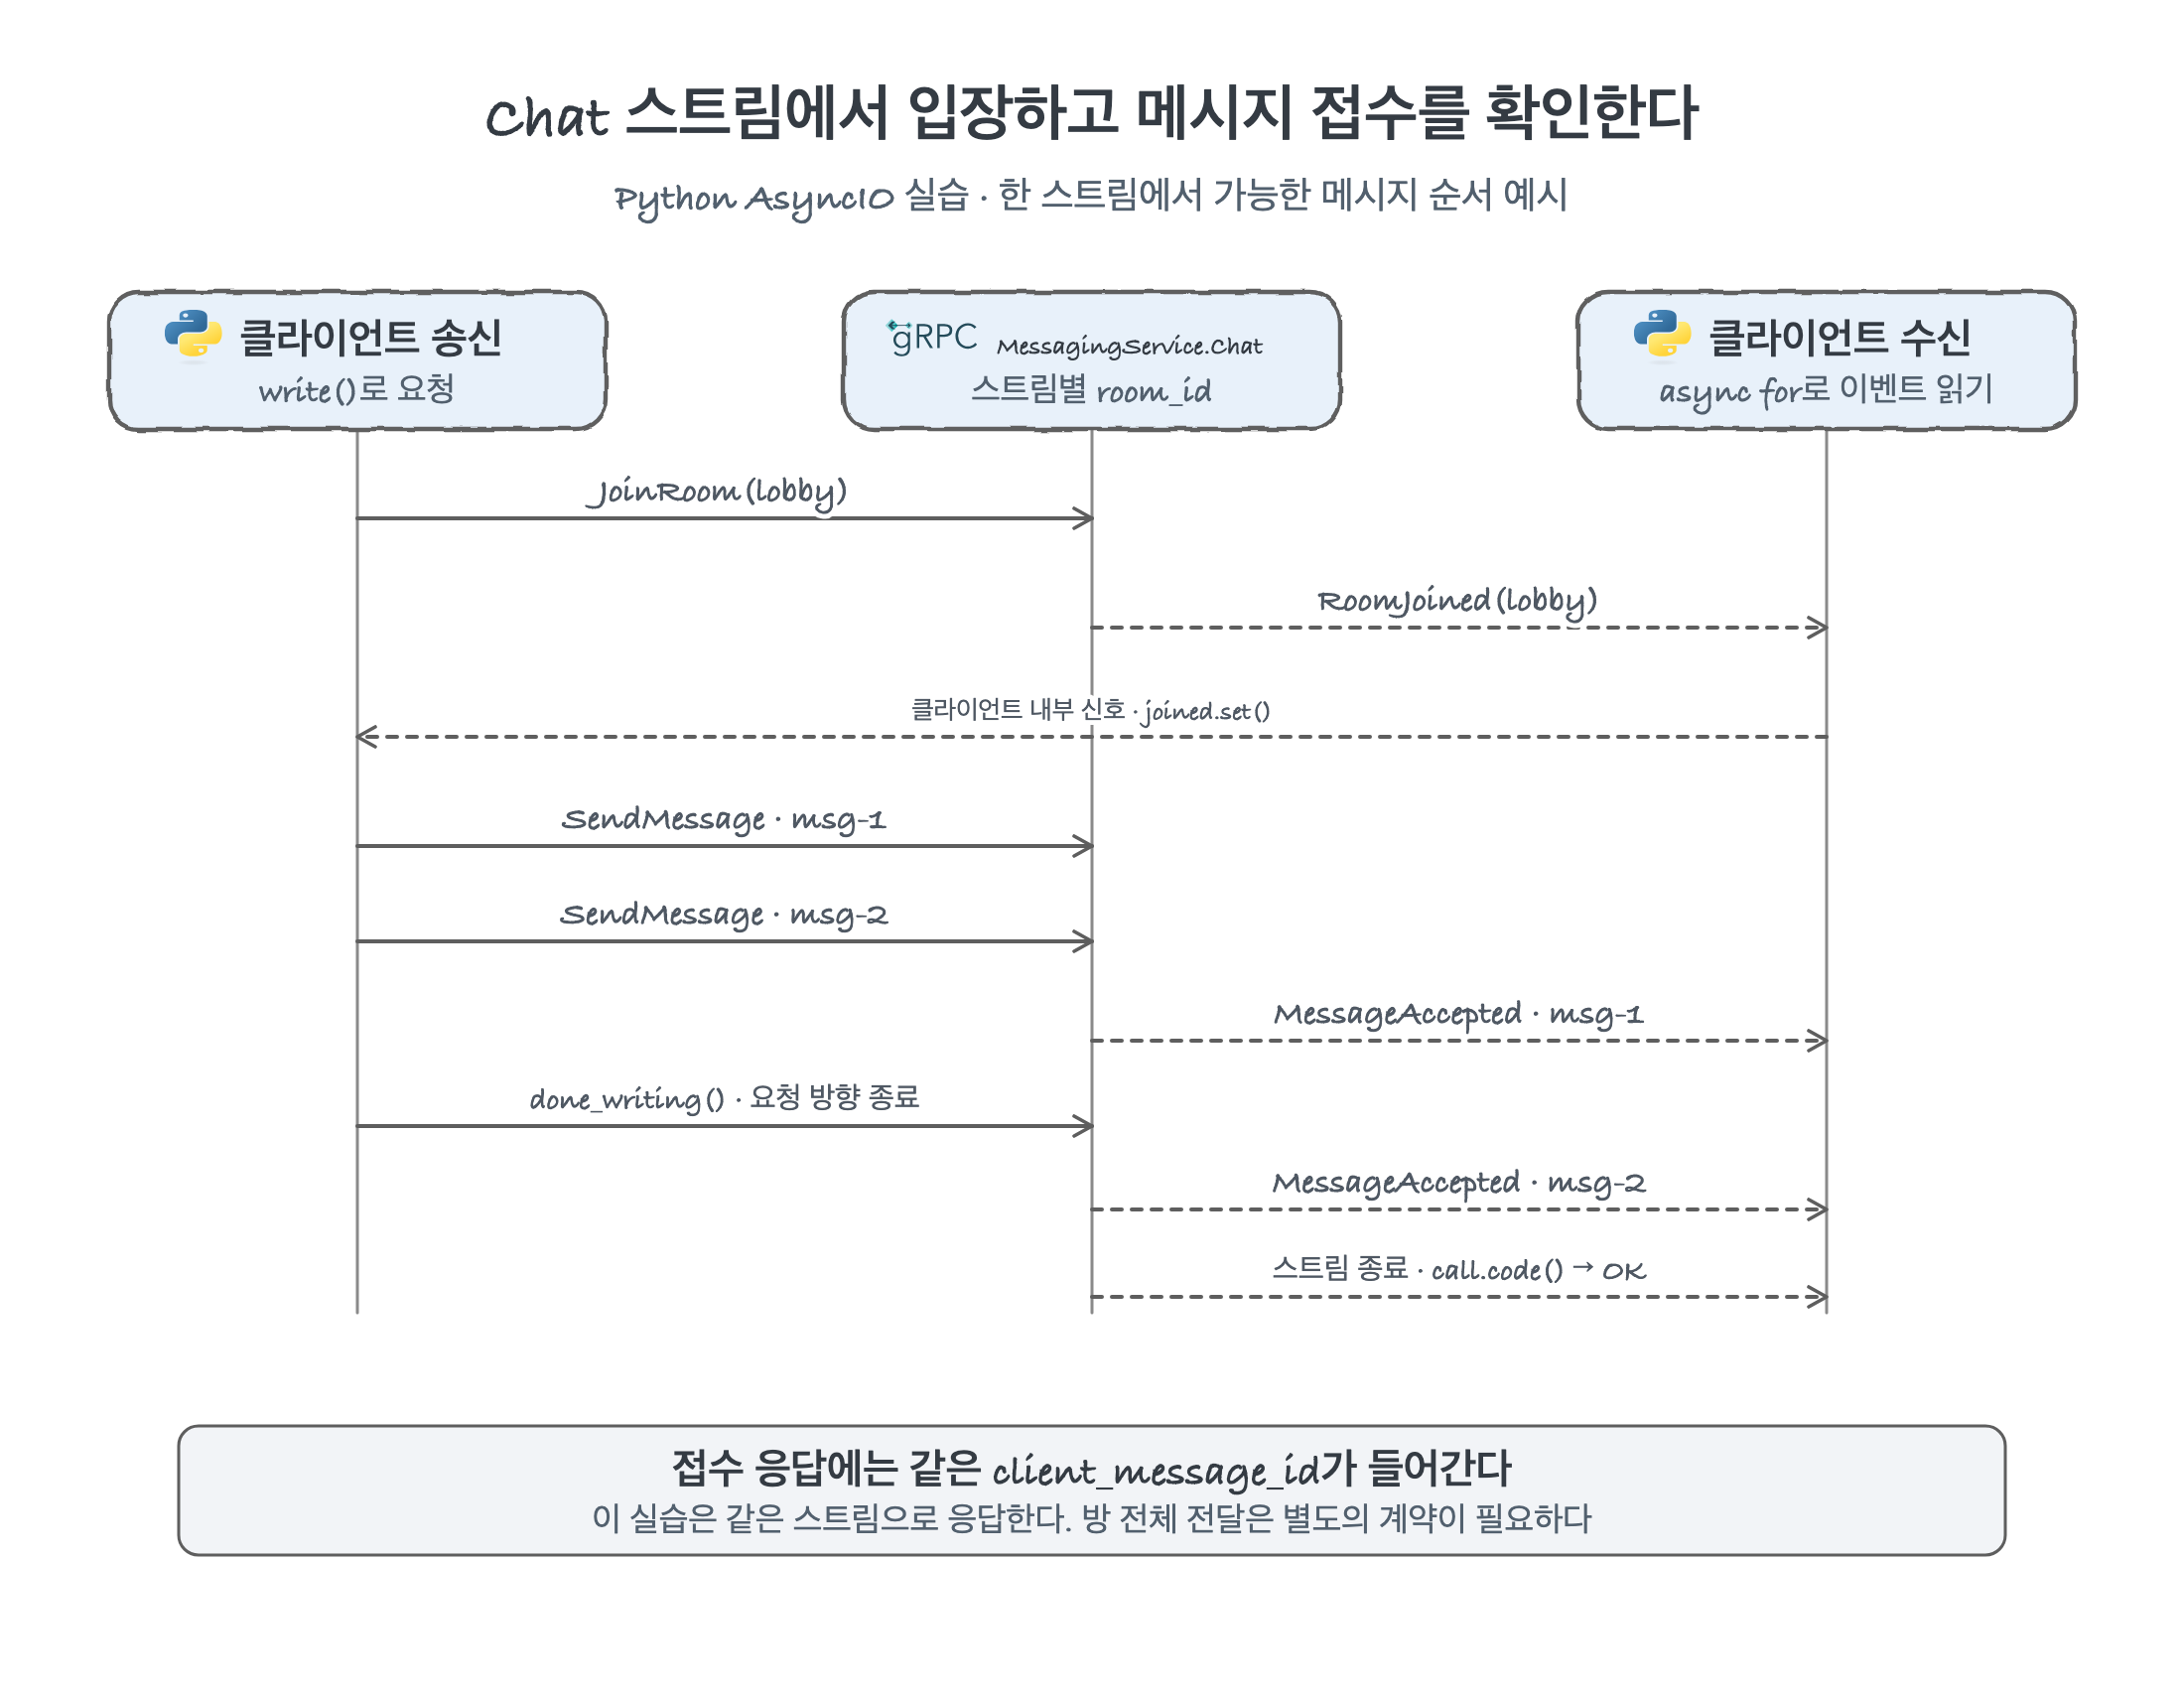 Chat 스트림에서 입장하고 메시지 접수를 확인한다
Python AsyncIO 실습 · 한 스트림에서 가능한 메시지 순서 예시
클라이언트 송신
write()로 요청
gRPC MessagingService.Chat
스트림별 room_id
클라이언트 수신
async for로 이벤트 읽기
JoinRoom(lobby)
RoomJoined(lobby)
클라이언트 내부 신호 · joined.set()
SendMessage · msg-1
SendMessage · msg-2
MessageAccepted · msg-1
done_writing() · 요청 방향 종료
MessageAccepted · msg-2
스트림 종료 · call.code() → OK
접수 응답에는 같은 client_message_id가 들어간다
이 실습은 같은 스트림으로 응답한다. 방 전체 전달은 별도의 계약이 필요하다